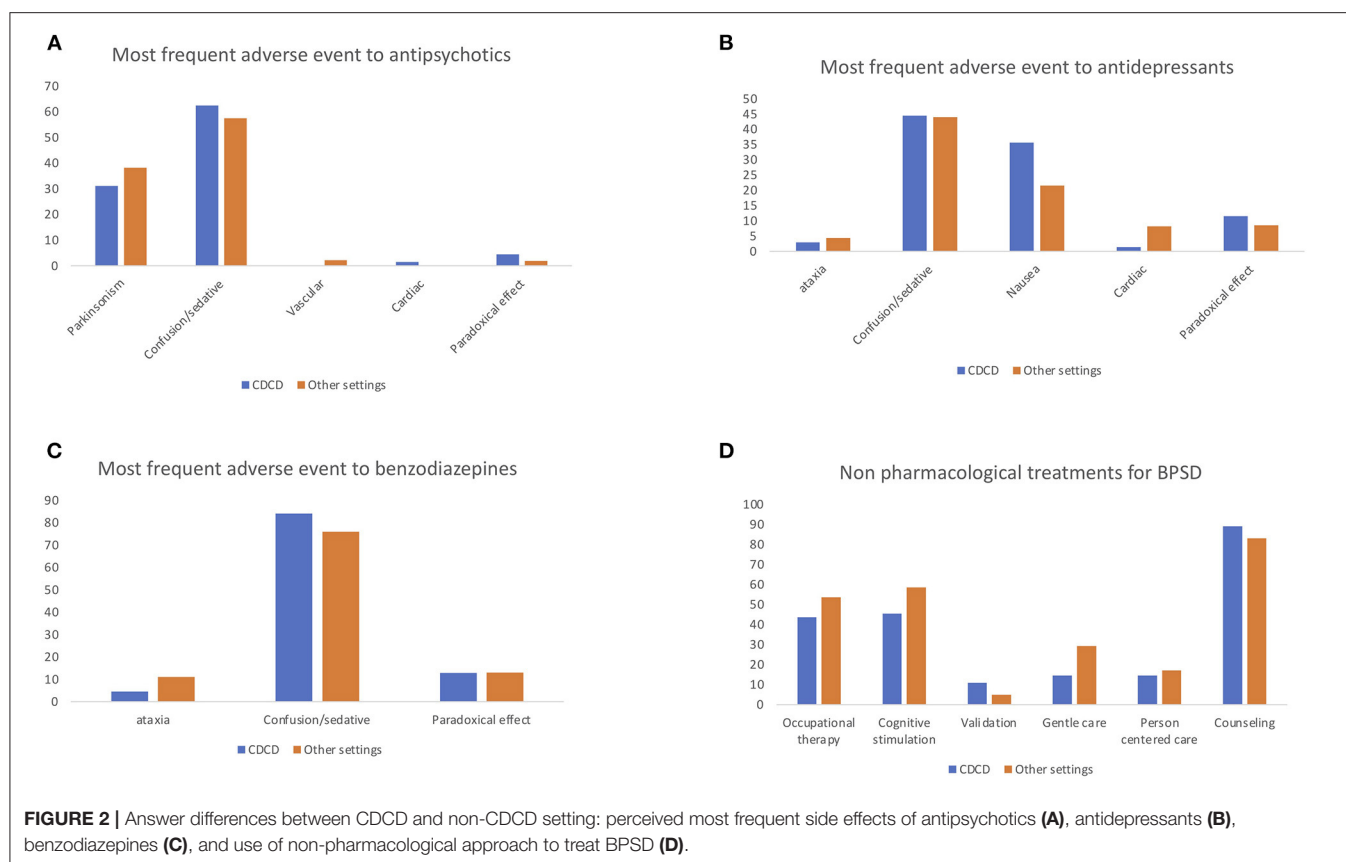 A
Most frequent adverse event to antipsychotics
70
60
50
40
30
20
10
0
Parkinsonism
Confusion/sedative
Vascular
Cardiac
Paradoxical effect
CDCD Other settings
B
Most frequent adverse event to antidepressants
50
45
40
35
30
25
20
15
10
5
0
ataxia
Confusion/sedative
Nausea
Cardiac
Paradoxical effect
CDCD Other settings
C
Most frequent adverse event to benzodiazepines
90
80
70
60
50
40
30
20
10
0
ataxia Confusion/sedative Paradoxical effect
CDCD Other settings
D
Non pharmacological treatments for BPSD
100
90
80
70
60
50
40
30
20
10
0
Occupational Cognitive Validation Gentle care Person Counseling
therapy stimulation centered care
CDCD Other settings
FIGURE 2 | Answer differences between CDCD and non-CDCD setting: perceived most frequent side effects of antipsychotics (A), antidepressants (B),
benzodiazepines (C), and use of non-pharmacological approach to treat BPSD (D).